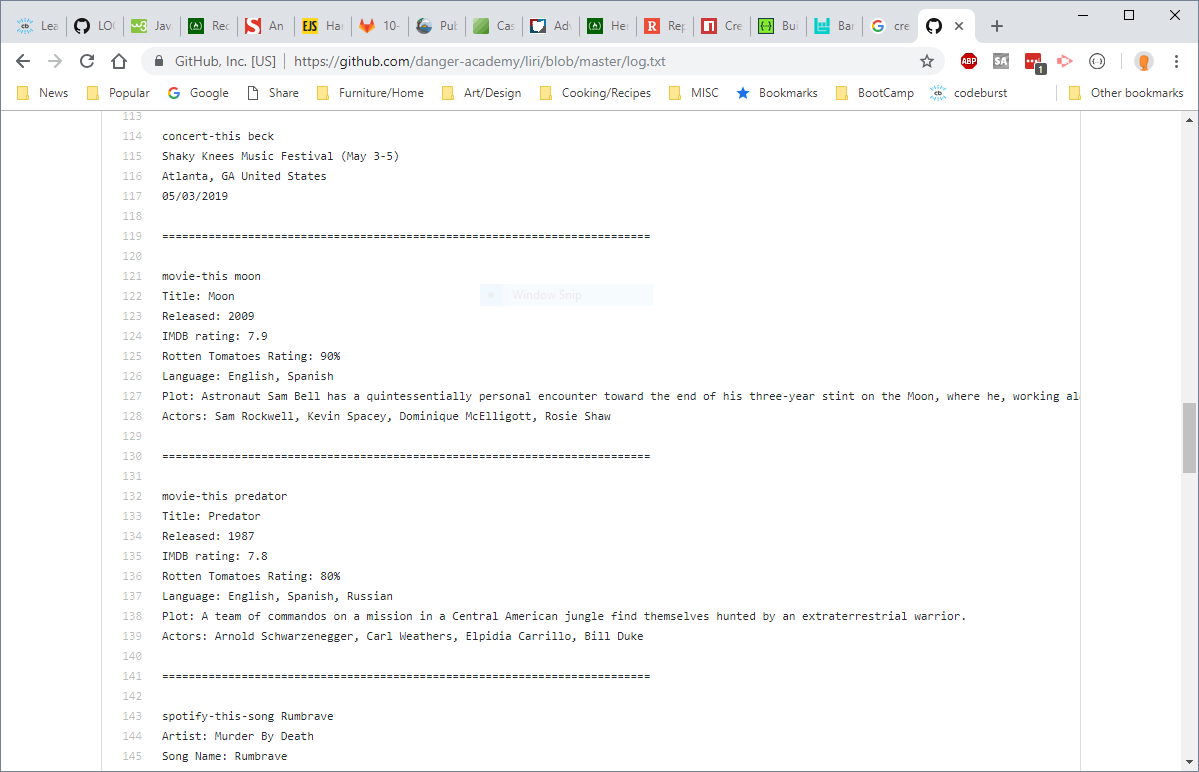 Lea
LO
Jav
Rec
An
EJS Ha
10-
Pub
Cas
Adv
Her
R Rep
Cre
Bui
Bar
G cre
GitHub, Inc. [US] | https://github.com/danger-academy/liri/blob/master/log.txt
ABP SA 1
News Popular Google Share Furniture/Home Art/Design Cooking/Recipes MISC Bookmarks BootCamp cb codeburst Other bookmarks
113
114 concert-this beck
115 Shaky Knees Music Festival (May 3-5)
116 Atlanta, GA United States
117 05/03/2019
118
119 ==========================================================================
120
121 movie-this moon
122 Title: Moon
Window Snip
123 Released: 2009
124 IMDB rating: 7.9
125 Rotten Tomatoes Rating: 90%
126 Language: English, Spanish
127 Plot: Astronaut Sam Bell has a quintessentially personal encounter toward the end of his three-year stint on the Moon, where he, working al
128 Actors: Sam Rockwell, Kevin Spacey, Dominique McElligott, Rosie Shaw
129
130 ==========================================================================
131
132 movie-this predator
133 Title: Predator
134 Released: 1987
135 IMDB rating: 7.8
136 Rotten Tomatoes Rating: 80%
137 Language: English, Spanish, Russian
138 Plot: A team of commandos on a mission in a Central American jungle find themselves hunted by an extraterrestrial warrior.
139 Actors: Arnold Schwarzenegger, Carl Weathers, Elpidia Carrillo, Bill Duke
140
141 ==========================================================================
142
143 spotify-this-song Rumbrave
144 Artist: Murder By Death
145 Song Name: Rumbrave